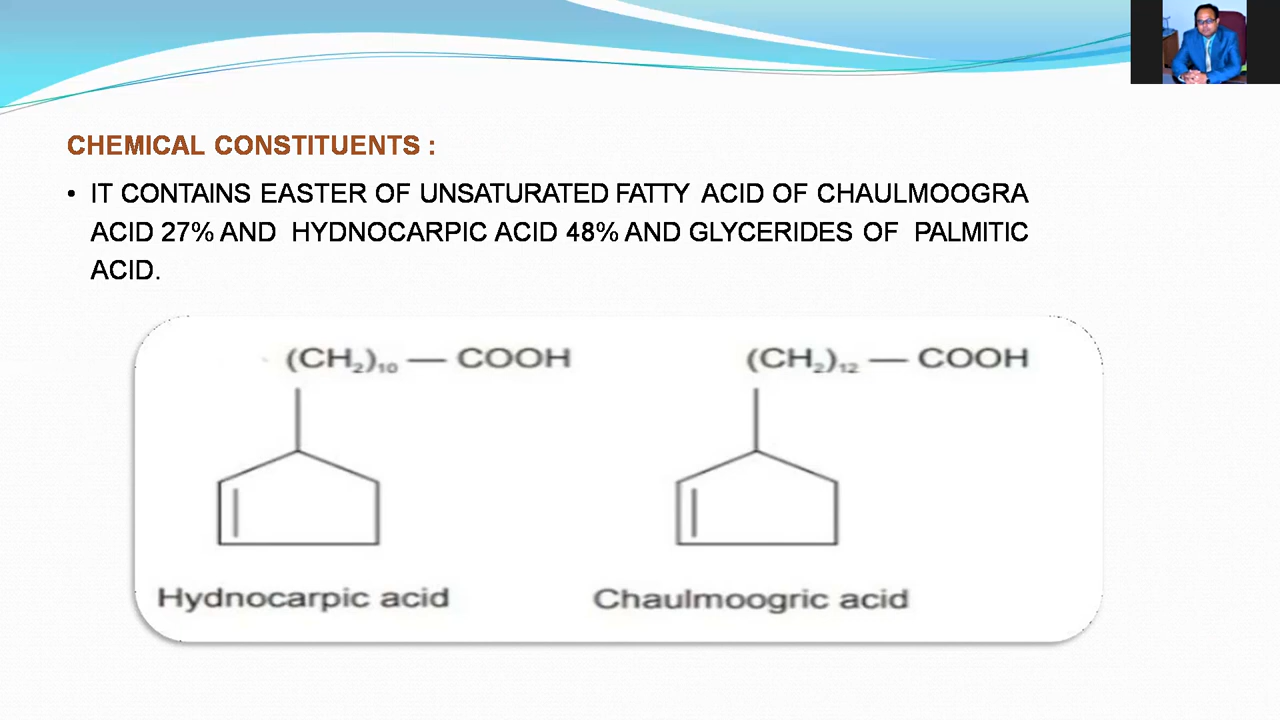 CHEMICAL CONSTITUENTS :
• IT CONTAINS EASTER OF UNSATURATED FATTY ACID OF CHAULMOOGRA
ACID 27% AND HYDNOCARPIC ACID 48% AND GLYCERIDES OF PALMITIC
ACID.
(CH₂)₁₀ — COOH
(CH₂)₁₂ — COOH
Hydnocarpic acid
Chaulmoogric acid